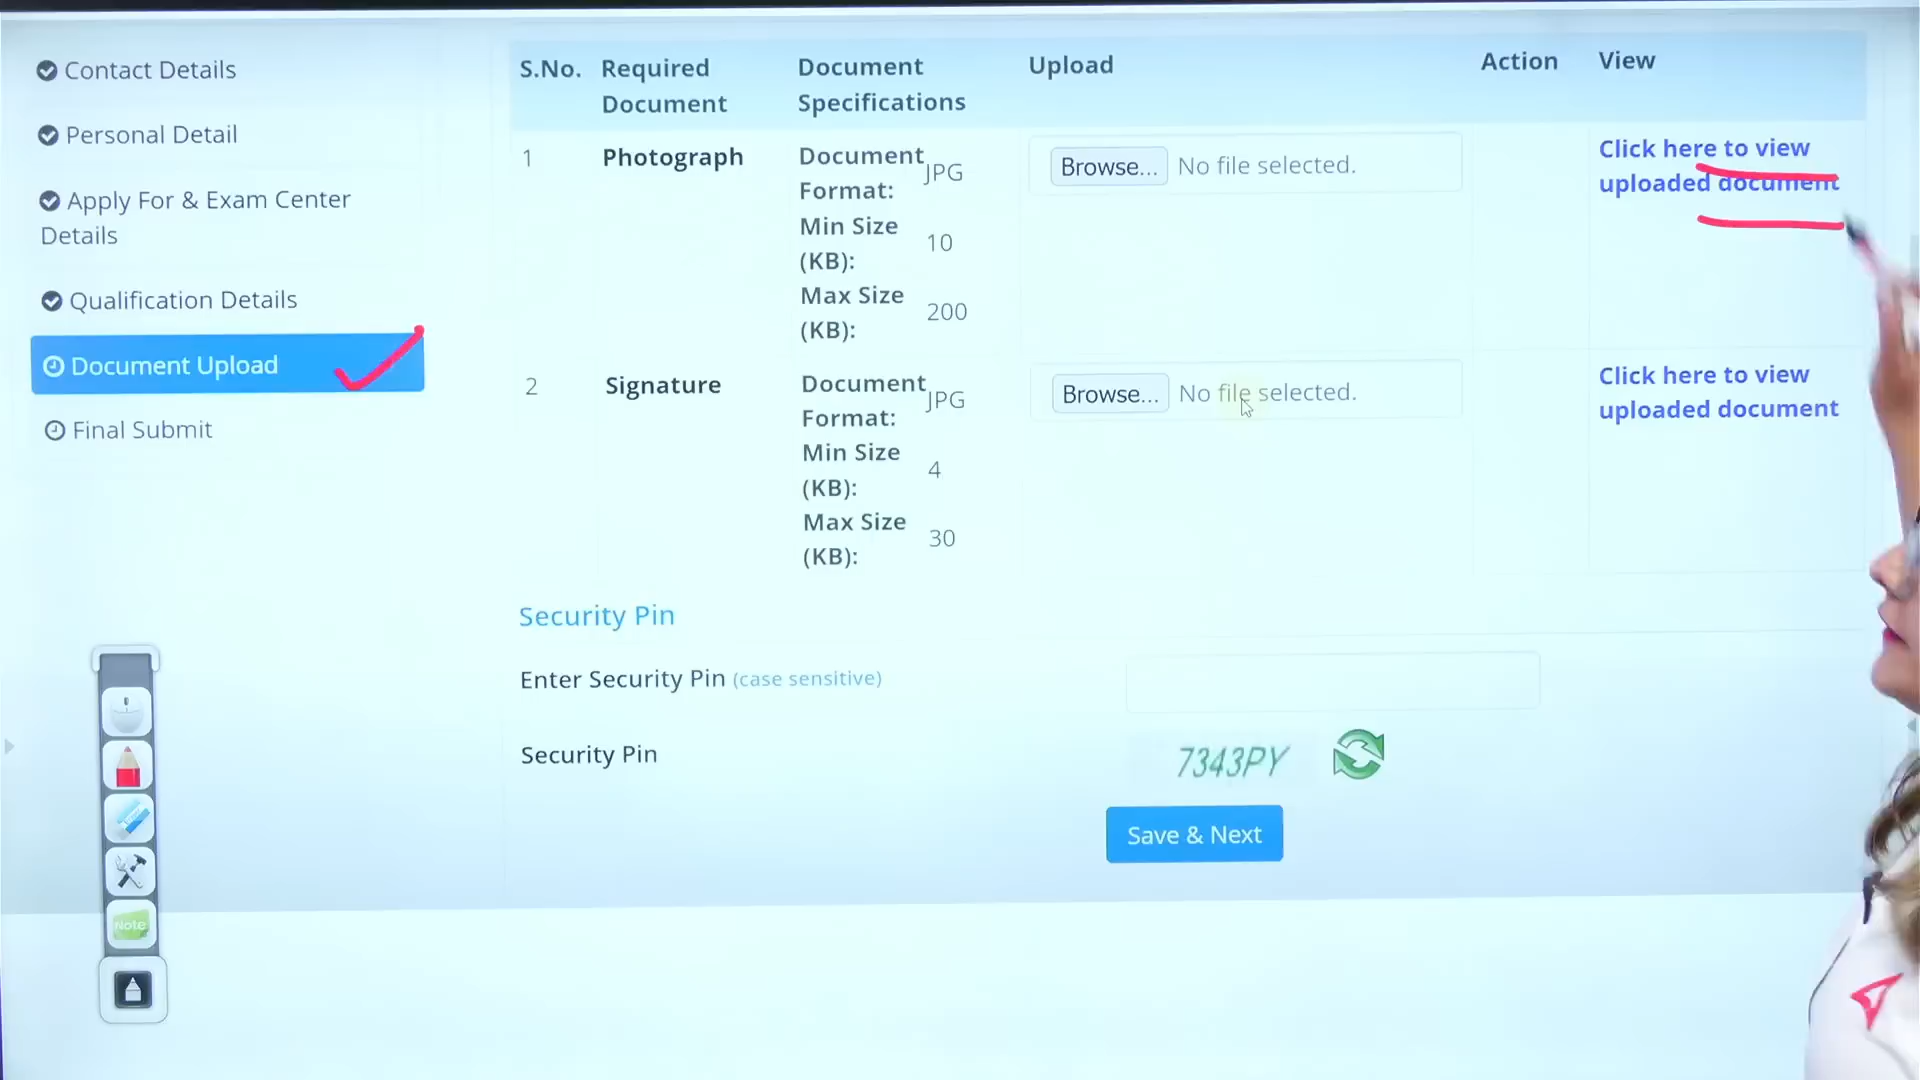 Contact Details
Personal Detail
Apply For & Exam Center
Details
Qualification Details
Document Upload
Final Submit
S.No. Required Document Upload Action View
Document Specifications
1 Photograph Document JPG Browse... No file selected. Click here to view
Format: uploaded document
Min Size 10
(KB):
Max Size 200
(KB):
2 Signature Document JPG Browse... No file selected. Click here to view
Format: uploaded document
Min Size 4
(KB):
Max Size 30
(KB):
Security Pin
Enter Security Pin (case sensitive)
Security Pin 7343PY
Save & Next
Note